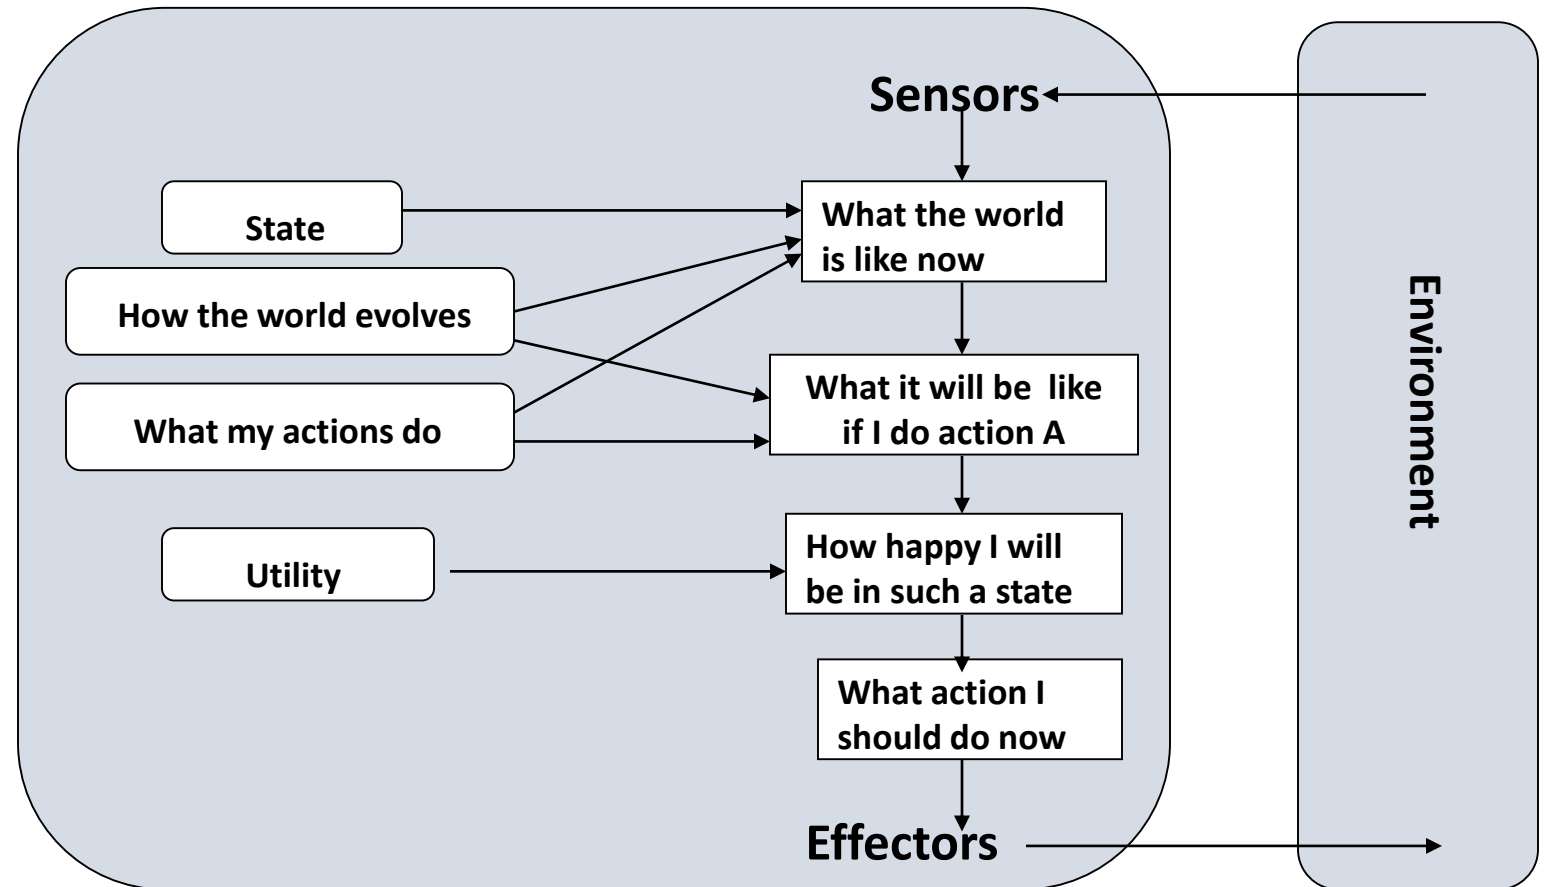 Sensors
State
What the world
is like now
How the world evolves
What it will be like
if I do action A
What my actions do
How happy I will
be in such a state
Utility
What action I
should do now
Effectors
Environment